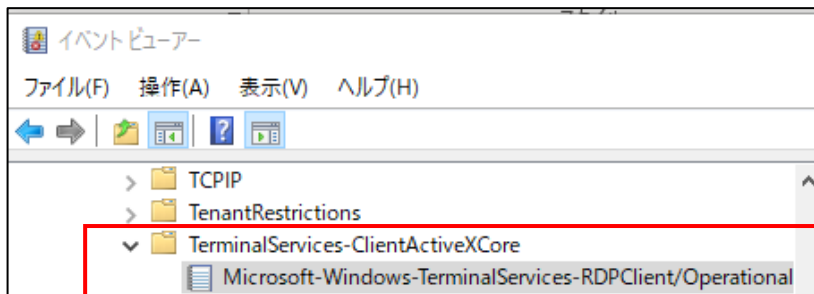 イベント ビューアー
ファイル(F) 操作(A) 表示(V) ヘルプ(H)
TCPIP
TenantRestrictions
TerminalServices-ClientActiveXCore
Microsoft-Windows-TerminalServices-RDPClient/Operational